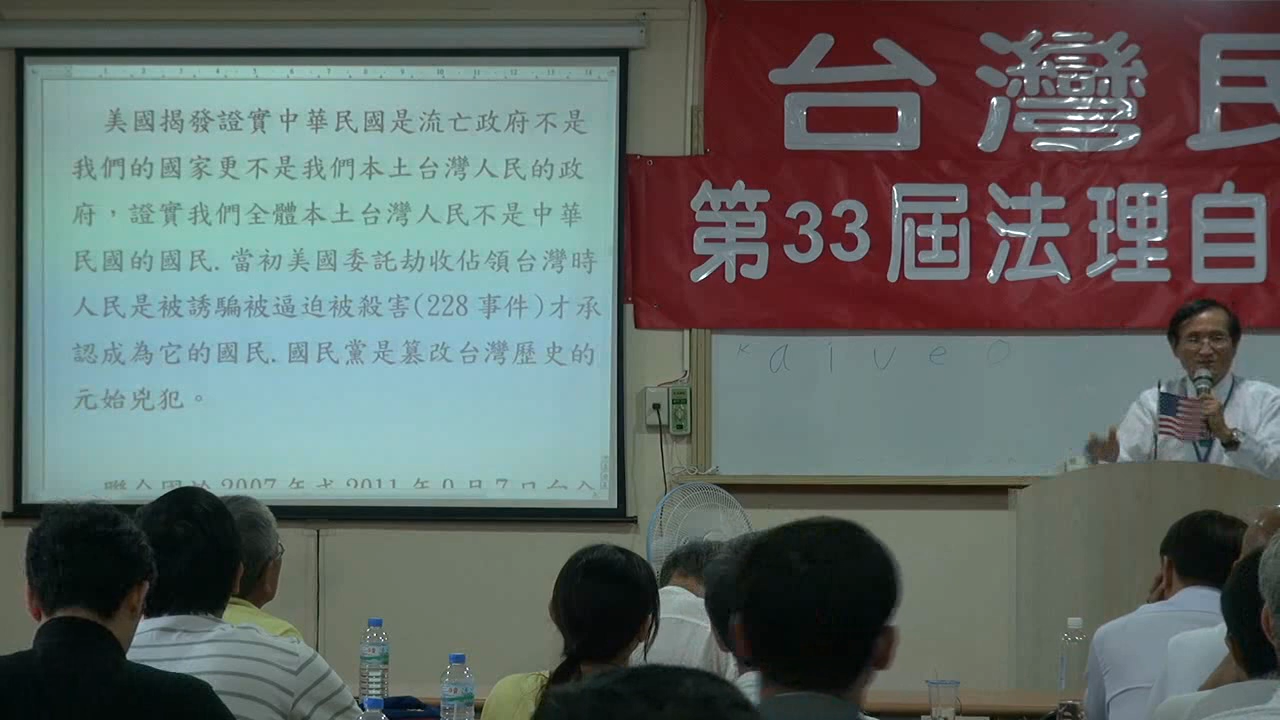 美國揭發證實中華民國是流亡政府不是
我們的國家更不是我們本土台灣人民的政
府，證實我們全體本土台灣人民不是中華
民國的國民.當初美國委託劫收佔領台灣時
人民是被誘騙被逼迫被殺害(228 事件)才承
認成為它的國民.國民黨是篡改台灣歷史的
元始兇犯。
台灣民
第33屆法理自
a i u e o